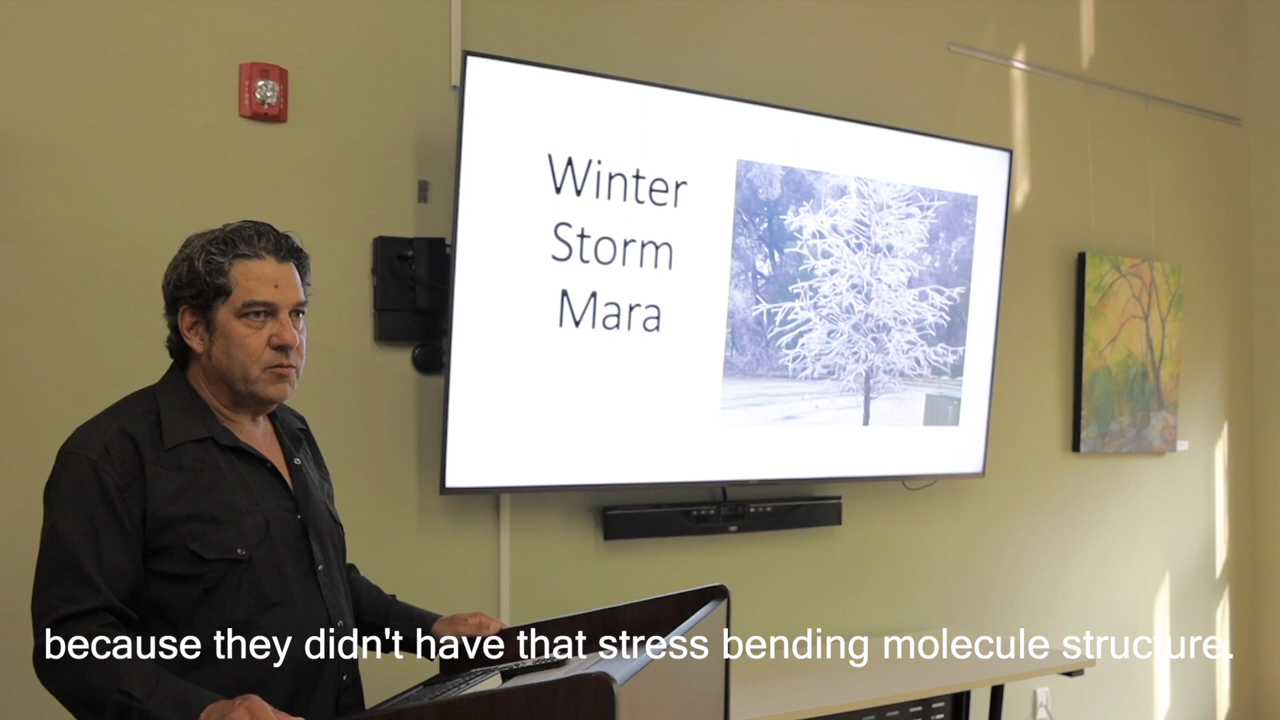 Winter
Storm
Mara
because they didn't have that stress bending molecule structure.